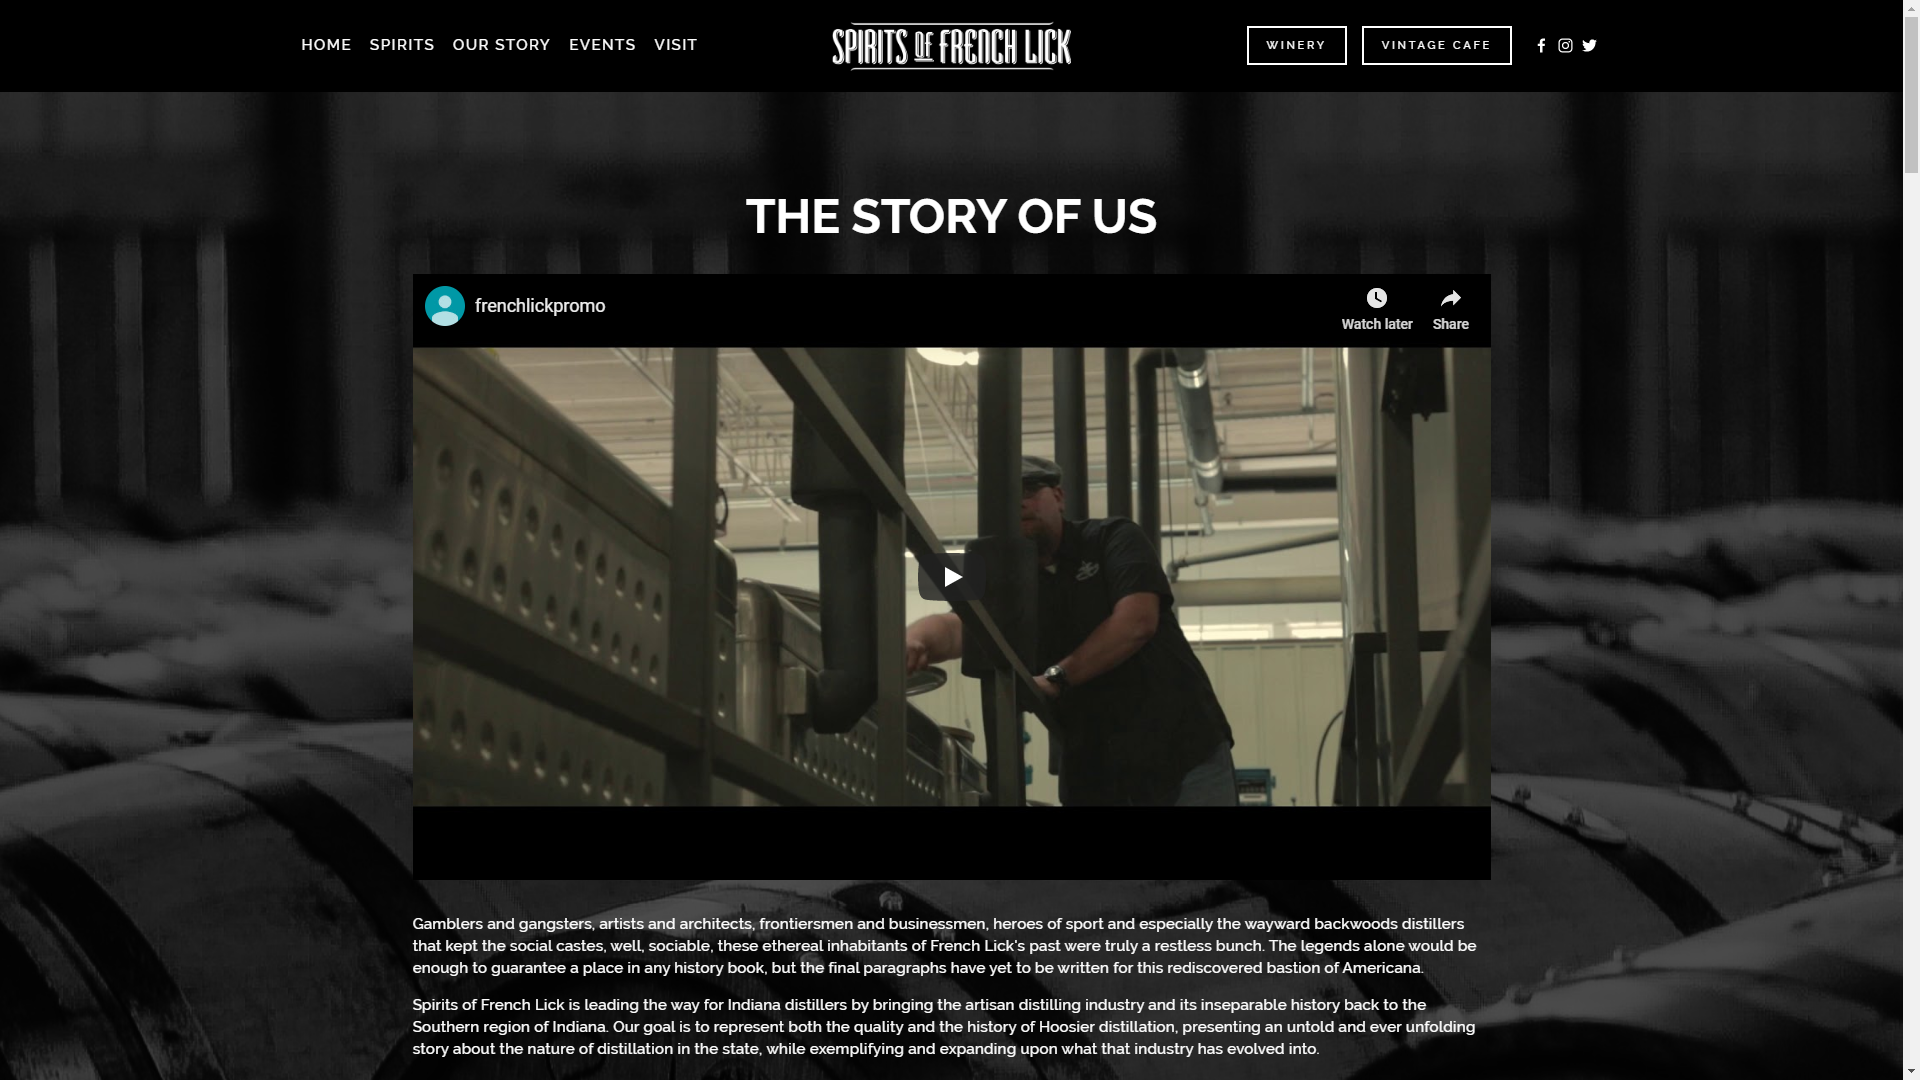 HOME SPIRITS OUR STORY EVENTS VISIT
SPIRITS OF FRENCH LICK
WINERY
VINTAGE CAFE
THE STORY OF US
frenchlickpromo
Watch later
Share
Gamblers and gangsters, artists and architects, frontiersmen and businessmen, heroes of sport and especially the wayward backwoods distillers
that kept the social castes, well, sociable, these ethereal inhabitants of French Lick's past were truly a restless bunch. The legends alone would be
enough to guarantee a place in any history book, but the final paragraphs have yet to be written for this rediscovered bastion of Americana.
Spirits of French Lick is leading the way for Indiana distillers by bringing the artisan distilling industry and its inseparable history back to the
Southern region of Indiana. Our goal is to represent both the quality and the history of Hoosier distillation, presenting an untold and ever unfolding
story about the nature of distillation in the state, while exemplifying and expanding upon what that industry has evolved into.